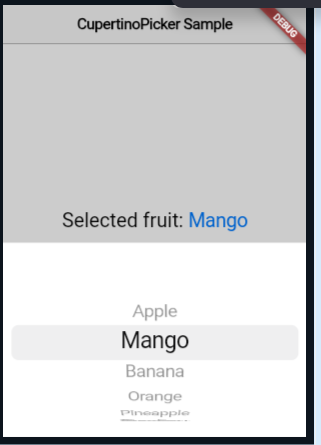 CupertinoPicker Sample
DEBUG
Selected fruit: Mango
Apple
Mango
Banana
Orange
Pineapple